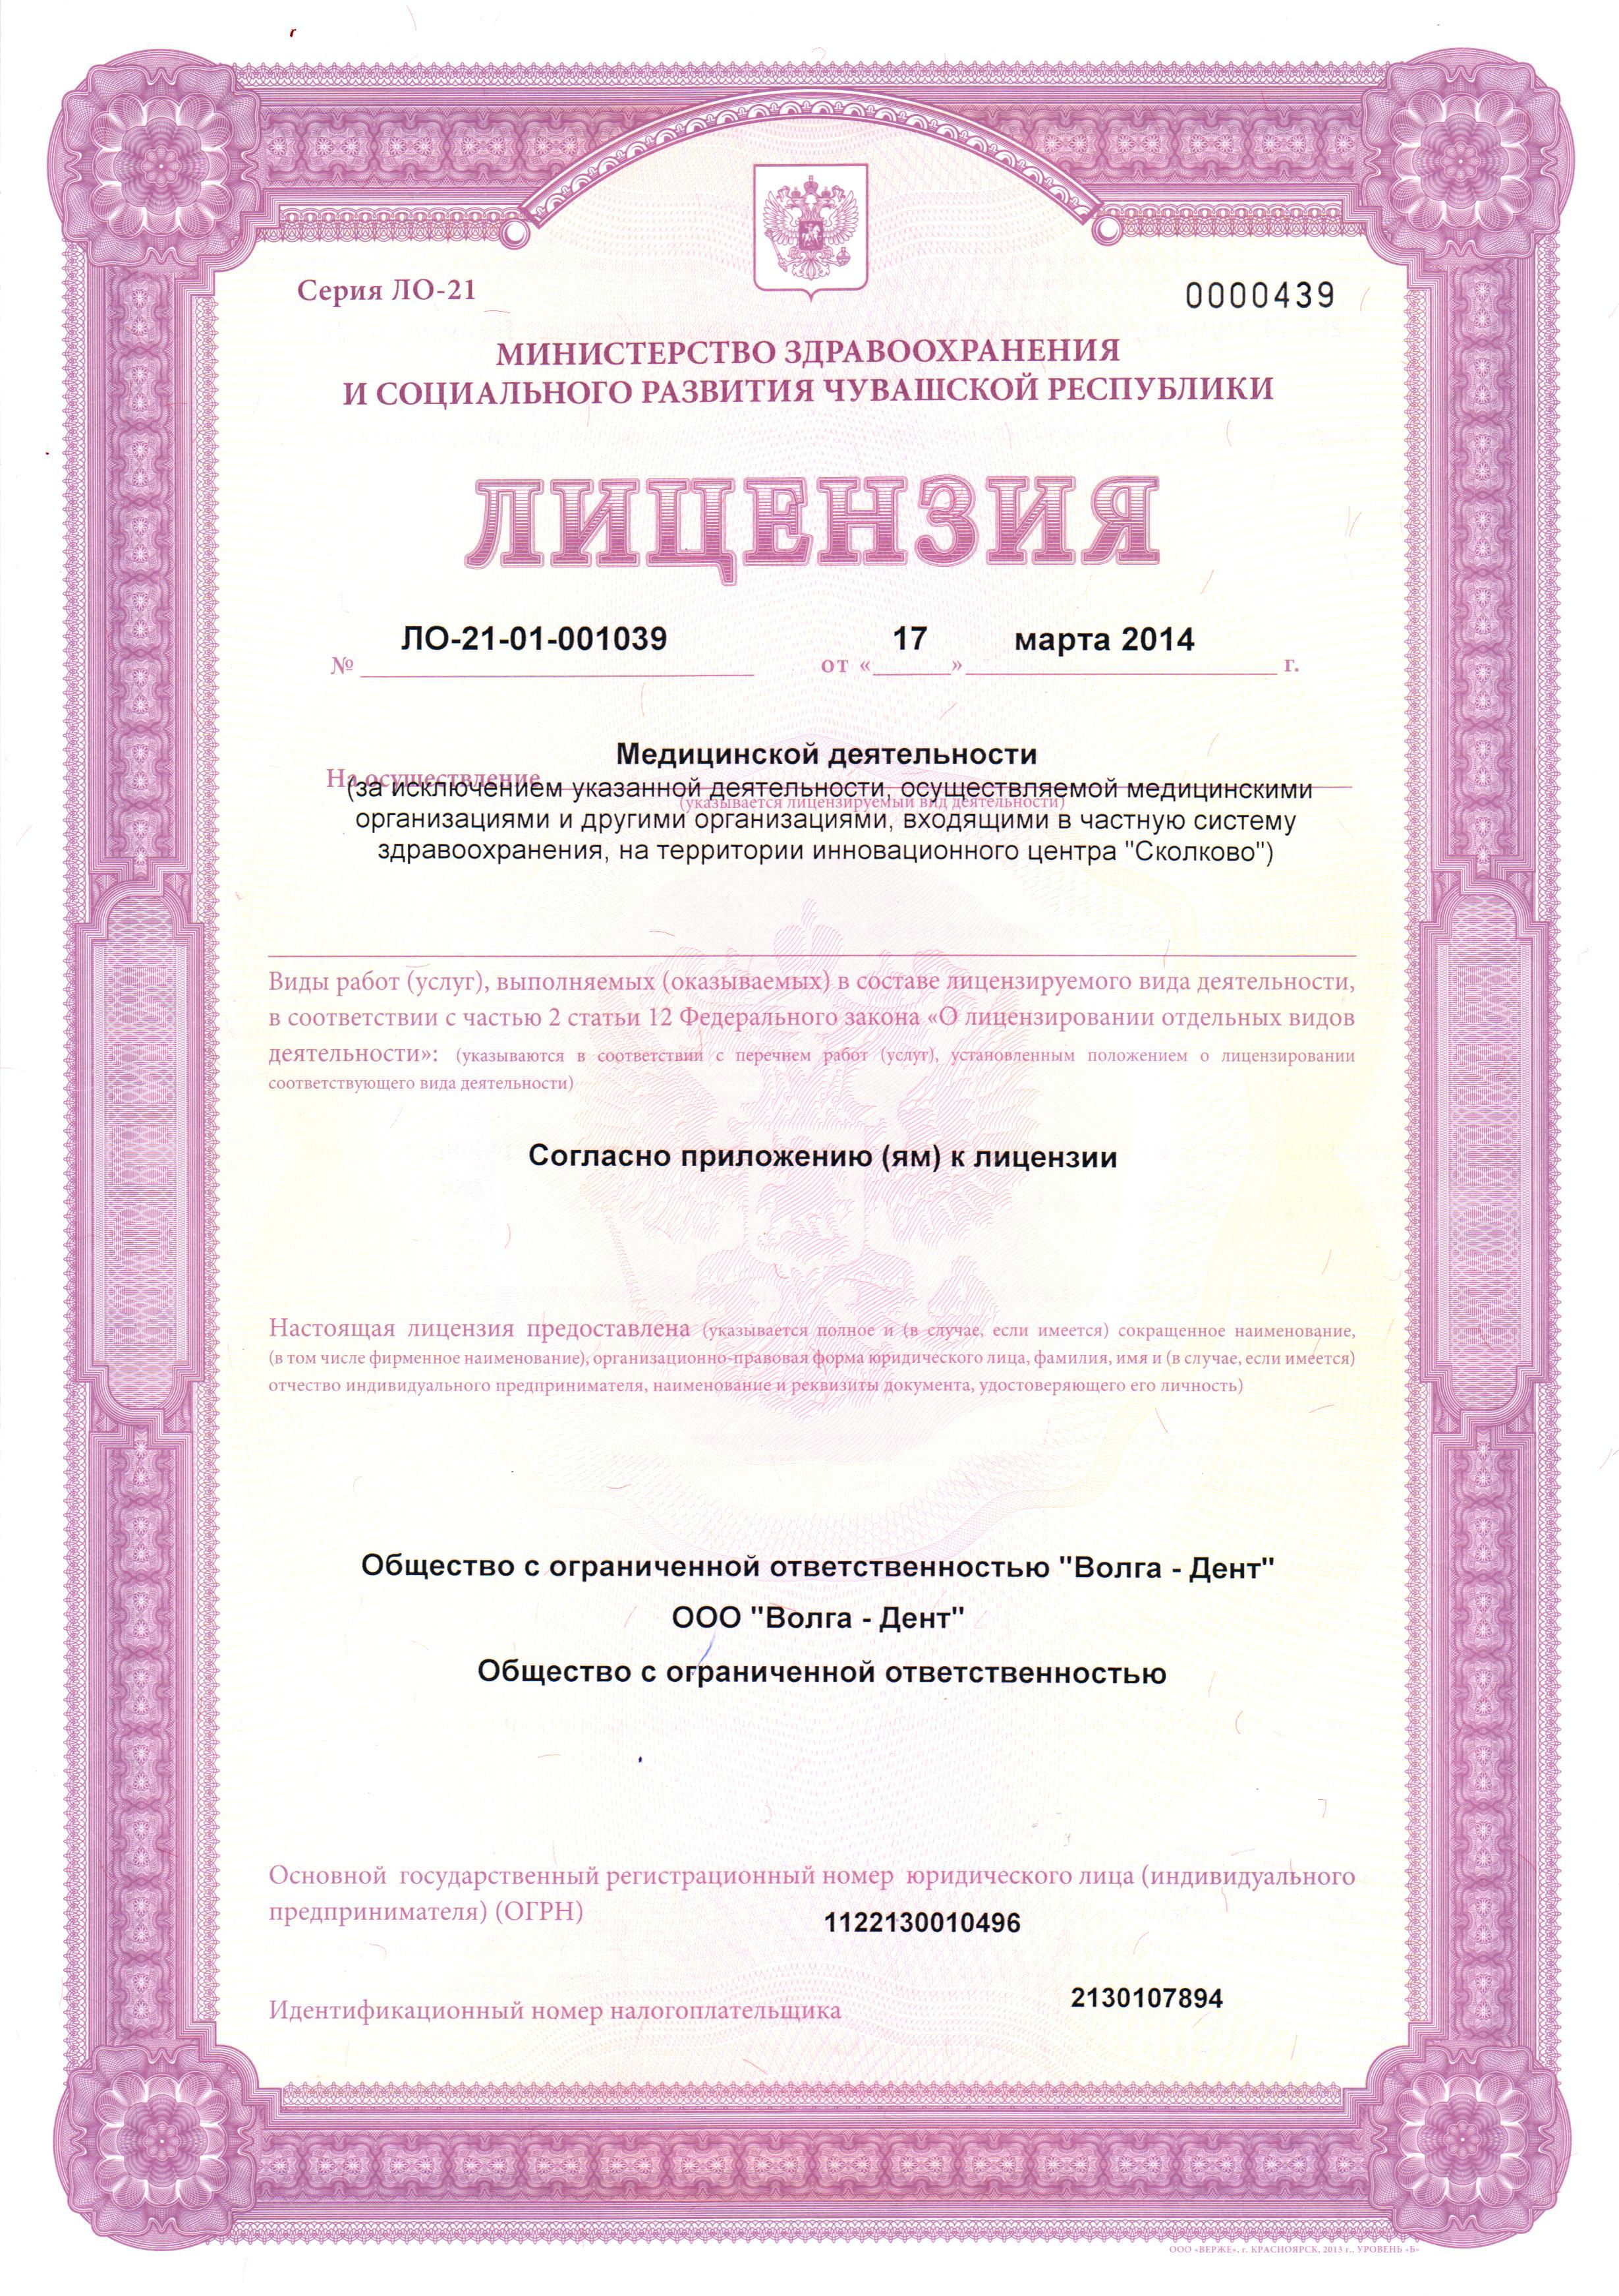 Серия ЛО-21
0000439
МИНИСТЕРСТВО ЗДРАВООХРАНЕНИЯ
И СОЦИАЛЬНОГО РАЗВИТИЯ ЧУВАШСКОЙ РЕСПУБЛИКИ
ЛИЦЕНЗИЯ
№ ЛО-21-01-001039 от « 17 » марта 2014 г.
На осуществление Медицинской деятельности
(указывается лицензируемый вид деятельности)
(за исключением указанной деятельности, осуществляемой медицинскими
организациями и другими организациями, входящими в частную систему
здравоохранения, на территории инновационного центра "Сколково")
Виды работ (услуг), выполняемых (оказываемых) в составе лицензируемого вида деятельности,
в соответствии с частью 2 статьи 12 Федерального закона «О лицензировании отдельных видов
деятельности»: (указываются в соответствии с перечнем работ (услуг), установленным положением о лицензировании
соответствующего вида деятельности)
Согласно приложению (ям) к лицензии
Настоящая лицензия предоставлена (указывается полное и (в случае, если имеется) сокращенное наименование,
(в том числе фирменное наименование), организационно-правовая форма юридического лица, фамилия, имя и (в случае, если имеется)
отчество индивидуального предпринимателя, наименование и реквизиты документа, удостоверяющего его личность)
Общество с ограниченной ответственностью "Волга - Дент"
ООО "Волга - Дент"
Общество с ограниченной ответственностью
Основной государственный регистрационный номер юридического лица (индивидуального
предпринимателя) (ОГРН) 1122130010496
Идентификационный номер налогоплательщика 2130107894
ООО «ВЕРЖЕ», г. КРАСНОЯРСК, 2013 г., УРОВЕНЬ «Б»